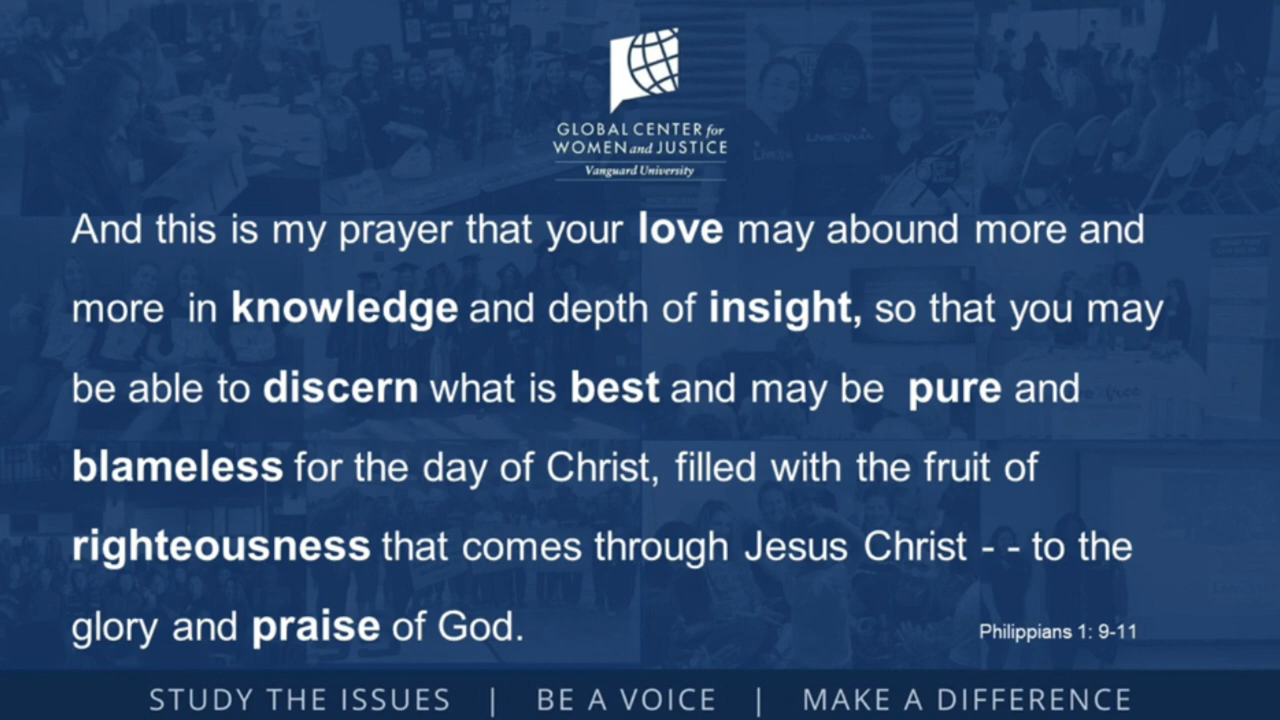 GLOBAL CENTER for
WOMEN and JUSTICE
Vanguard University
And this is my prayer that your love may abound more and
more in knowledge and depth of insight, so that you may
be able to discern what is best and may be pure and
blameless for the day of Christ, filled with the fruit of
righteousness that comes through Jesus Christ - - to the
glory and praise of God.
Philippians 1: 9-11
STUDY THE ISSUES | BE A VOICE | MAKE A DIFFERENCE